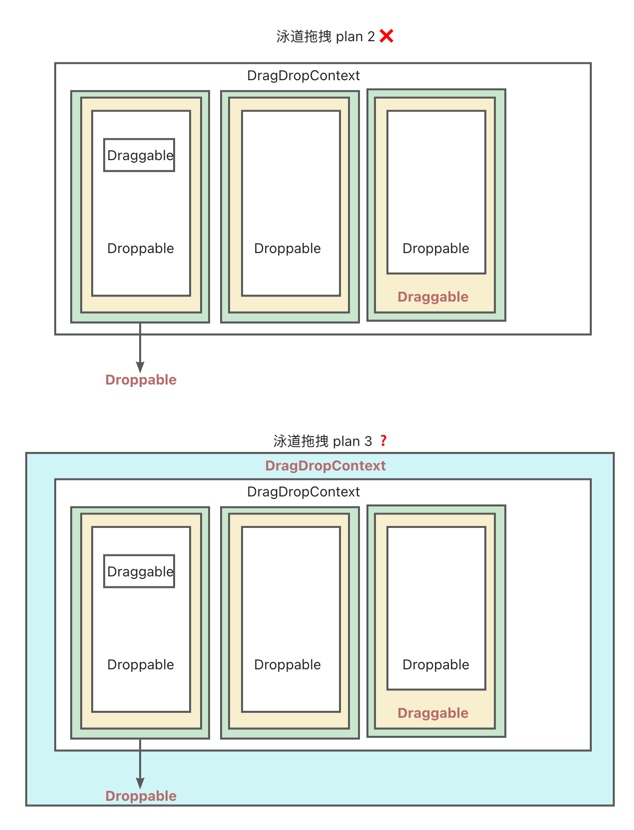 泳道拖拽 plan 2 ❌
DragDropContext
Draggable
Droppable
Droppable
Droppable
Draggable
Droppable
泳道拖拽 plan 3 ❓
DragDropContext
DragDropContext
Draggable
Droppable
Droppable
Droppable
Draggable
Droppable